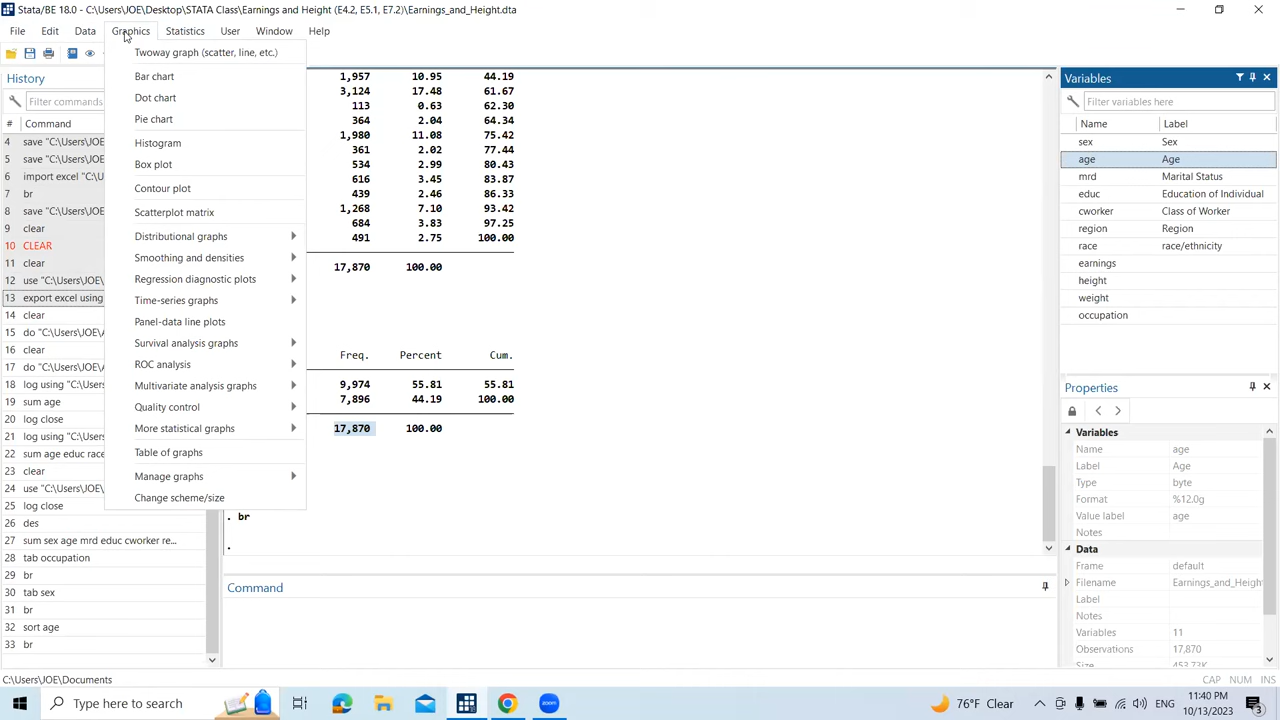 Stata/BE 18.0 - C:\Users\JOE\Desktop\STATA Class\Earnings and Height (E4.2, E5.1, E7.2)\Earnings_and_Height.dta
File Edit Data Graphics Statistics User Window Help
Twoway graph (scatter, line, etc.)
Bar chart
Dot chart
Pie chart
Histogram
Box plot
Contour plot
Scatterplot matrix
Distributional graphs
Smoothing and densities
Regression diagnostic plots
Time-series graphs
Panel-data line plots
Survival analysis graphs
ROC analysis
Multivariate analysis graphs
Quality control
More statistical graphs
Table of graphs
Manage graphs
Change scheme/size
History
Filter commands
# Command
4 save "C:\Users\JOE
5 save "C:\Users\JOE
6 import excel "C:\Us
7 br
8 save "C:\Users\JOE
9 clear
10 CLEAR
11 clear
12 use "C:\Users\JOE\D
13 export excel using
14 clear
15 do "C:\Users\JOE\A
16 clear
17 do "C:\Users\JOE\A
18 log using "C:\Users
19 sum age
20 log close
21 log using "C:\Users
22 sum age educ race
23 clear
24 use "C:\Users\JOE\D
25 log close
26 des
27 sum sex age mrd educ cworker re...
28 tab occupation
29 br
30 tab sex
31 br
32 sort age
33 br
1,957 10.95 44.19
3,124 17.48 61.67
113 0.63 62.30
364 2.04 64.34
1,980 11.08 75.42
361 2.02 77.44
534 2.99 80.43
616 3.45 83.87
439 2.46 86.33
1,268 7.10 93.42
684 3.83 97.25
491 2.75 100.00
17,870 100.00
Freq. Percent Cum.
9,974 55.81 55.81
7,896 44.19 100.00
17,870 100.00
. br
.
Command
Variables
Filter variables here
Name Label
sex Sex
age Age
mrd Marital Status
educ Education of Individual
cworker Class of Worker
region Region
race race/ethnicity
earnings
height
weight
occupation
Properties
Variables
Name age
Label Age
Type byte
Format %12.0g
Value label age
Notes
Data
Frame default
Filename Earnings_and_Heigh
Label
Notes
Variables 11
Observations 17,870
Size 453.73K
C:\Users\JOE\Documents
CAP NUM INS
Type here to search
zoom
76°F Clear
ENG
11:40 PM
10/13/2023
3